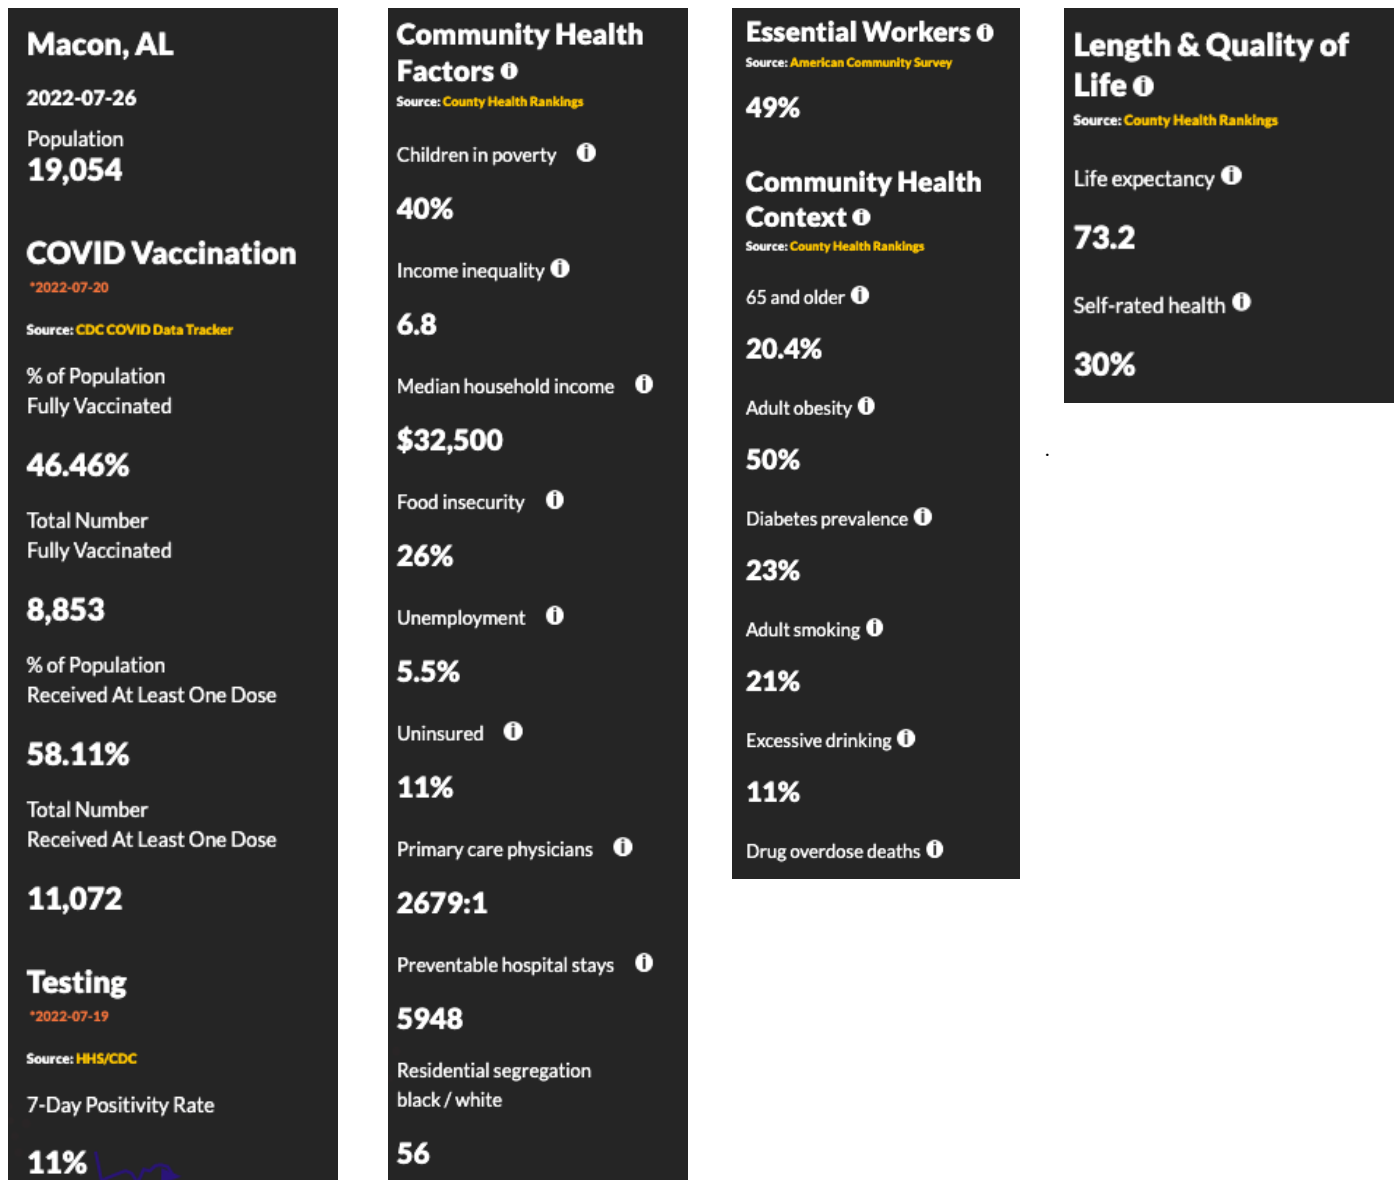 Macon, AL
2022-07-26
Population
19,054
COVID Vaccination
*2022-07-20
Source: CDC COVID Data Tracker
% of Population
Fully Vaccinated
46.46%
Total Number
Fully Vaccinated
8,853
% of Population
Received At Least One Dose
58.11%
Total Number
Received At Least One Dose
11,072
Testing
*2022-07-19
Source: HHS/CDC
7-Day Positivity Rate
11%
Community Health
Factors
Source: County Health Rankings
Children in poverty
40%
Income inequality
6.8
Median household income
$32,500
Food insecurity
26%
Unemployment
5.5%
Uninsured
11%
Primary care physicians
2679:1
Preventable hospital stays
5948
Residential segregation
black / white
56
Essential Workers
Source: American Community Survey
49%
Community Health
Context
Source: County Health Rankings
65 and older
20.4%
Adult obesity
50%
Diabetes prevalence
23%
Adult smoking
21%
Excessive drinking
11%
Drug overdose deaths
Length & Quality of
Life
Source: County Health Rankings
Life expectancy
73.2
Self-rated health
30%
.